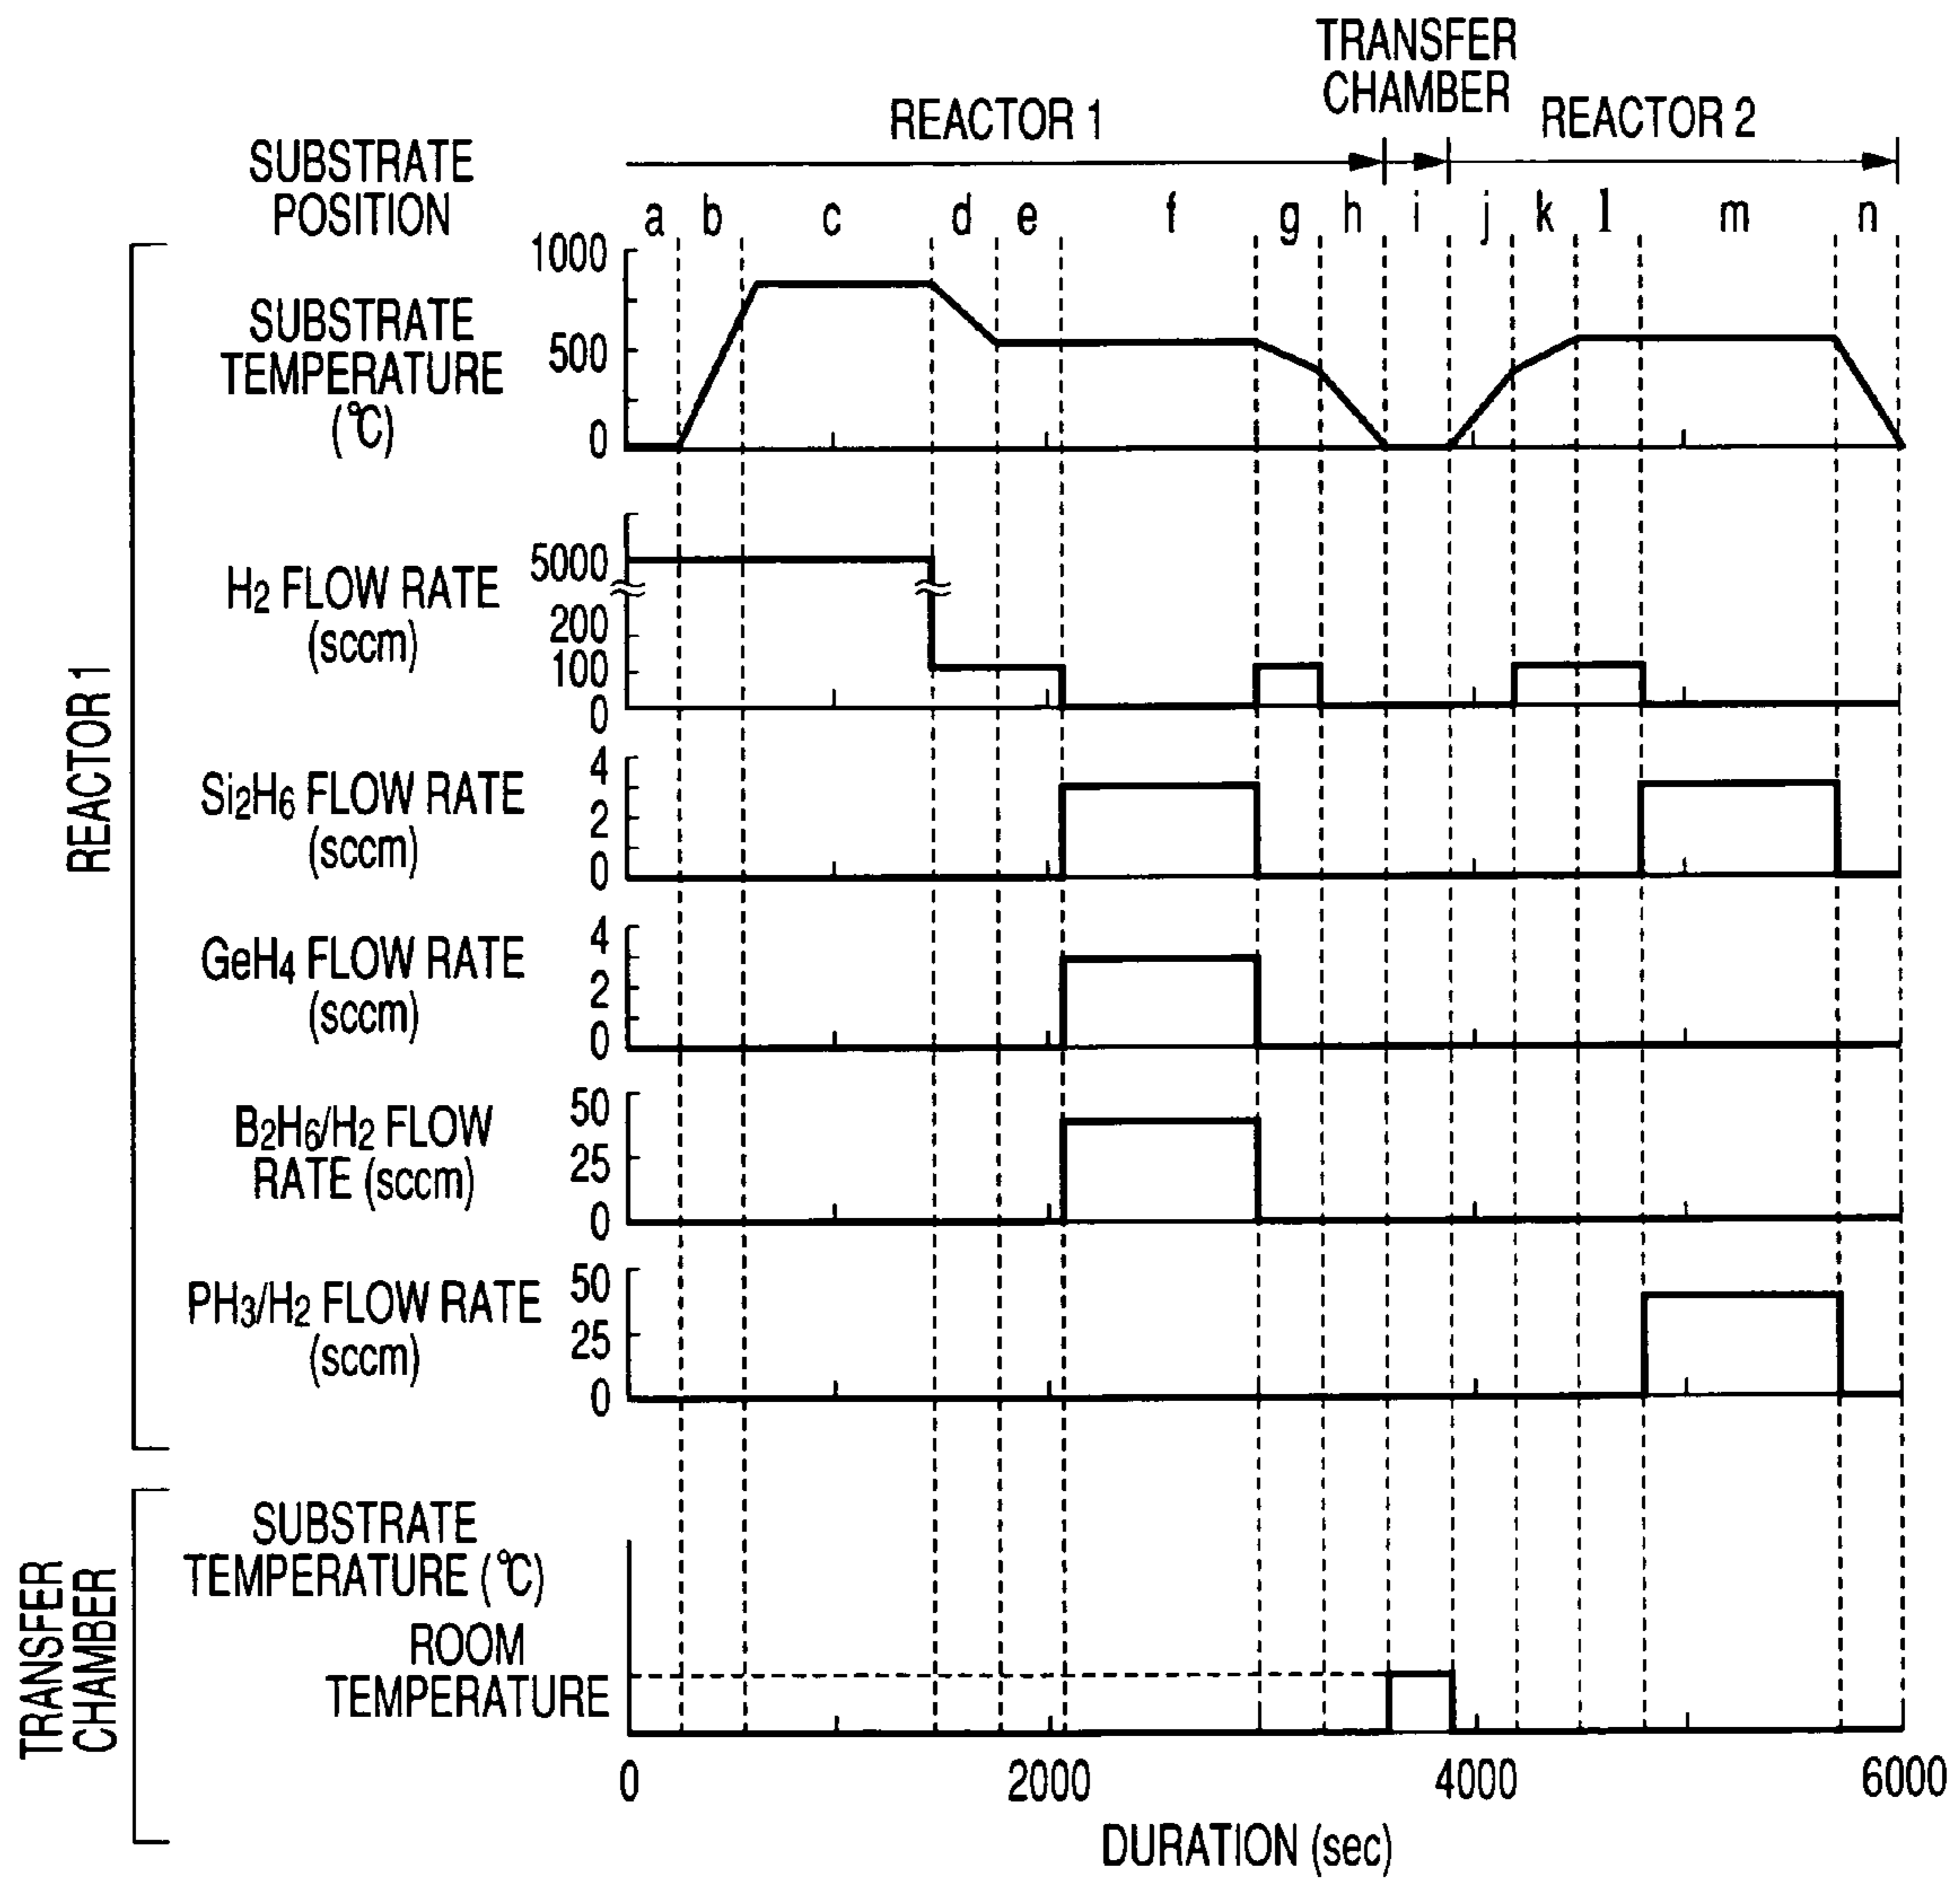 TRANSFER
CHAMBER
REACTOR 1
REACTOR 2
SUBSTRATE
POSITION
a b c d e f g h i j k l m n
REACTOR 1
SUBSTRATE
TEMPERATURE
(℃)
1000
500
0
H2 FLOW RATE
(sccm)
5000
200
100
0
Si2H6 FLOW RATE
(sccm)
4
2
0
GeH4 FLOW RATE
(sccm)
4
2
0
B2H6/H2 FLOW
RATE (sccm)
50
25
0
PH3/H2 FLOW RATE
(sccm)
50
25
0
TRANSFER
CHAMBER
SUBSTRATE
TEMPERATURE (℃)
ROOM
TEMPERATURE
0 2000 4000 6000
DURATION (sec)